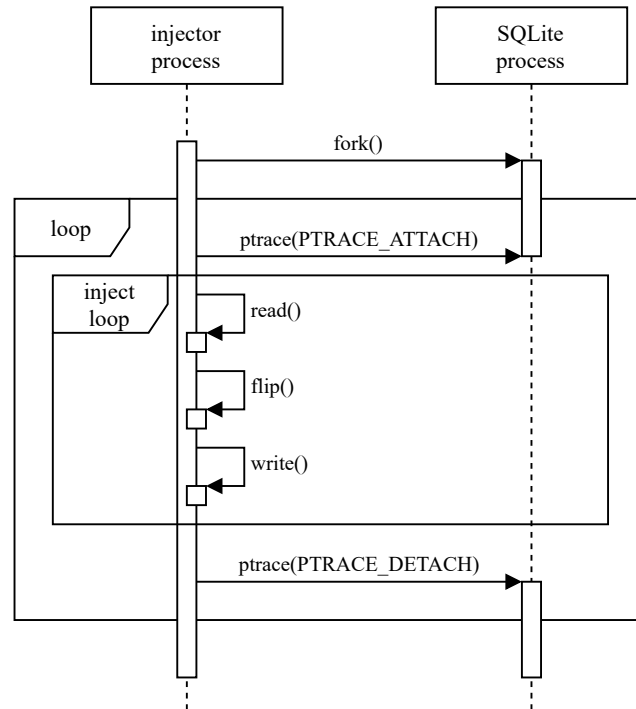 injector
process
SQLite
process
fork()
loop
ptrace(PTRACE_ATTACH)
inject
loop
read()
flip()
write()
ptrace(PTRACE_DETACH)